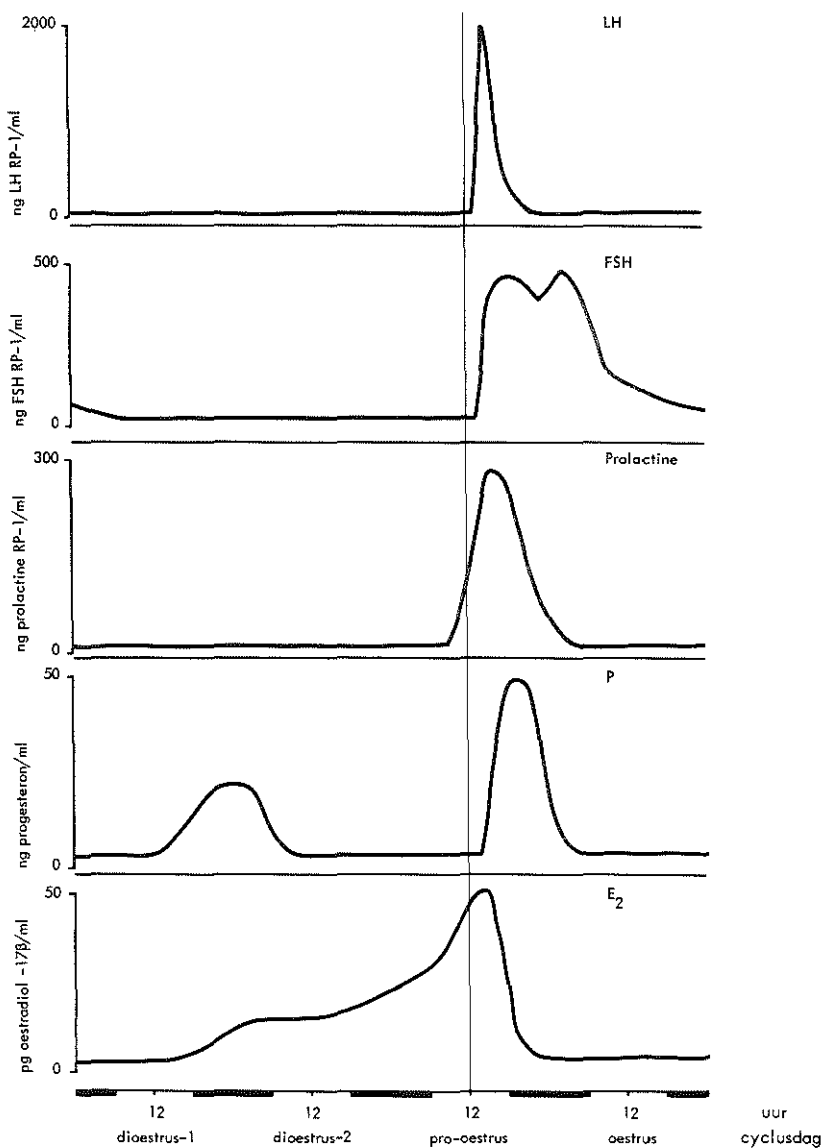 LH
2000
ng LH RP-1/ml
0
FSH
500
ng FSH RP-1/ml
0
Prolactine
300
ng prolactine RP-1/ml
0
P
50
ng progesteron/ml
0
E2
50
pg oestradiol -17β/ml
0
12 12 12 12 uur
dioestrus-1 dioestrus-2 pro-oestrus oestrus cyclusdag